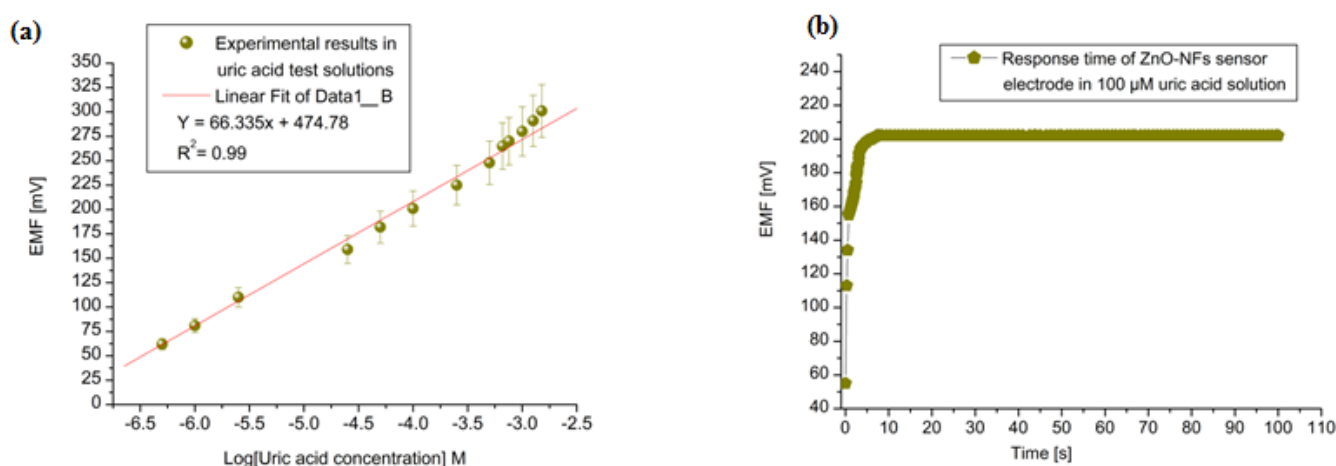 (a)
Experimental results in
uric acid test solutions
Linear Fit of Data1__B
Y = 66.335x + 474.78
R2= 0.99
350
325
300
275
250
225
200
175
150
125
100
75
50
25
0
EMF [mV]
-6.5 -6.0 -5.5 -5.0 -4.5 -4.0 -3.5 -3.0 -2.5
Log[Uric acid concentration] M
(b)
Response time of ZnO-NFs sensor
electrode in 100 µM uric acid solution
260
240
220
200
180
160
140
120
100
80
60
40
EMF [mV]
0 10 20 30 40 50 60 70 80 90 100 110
Time [s]